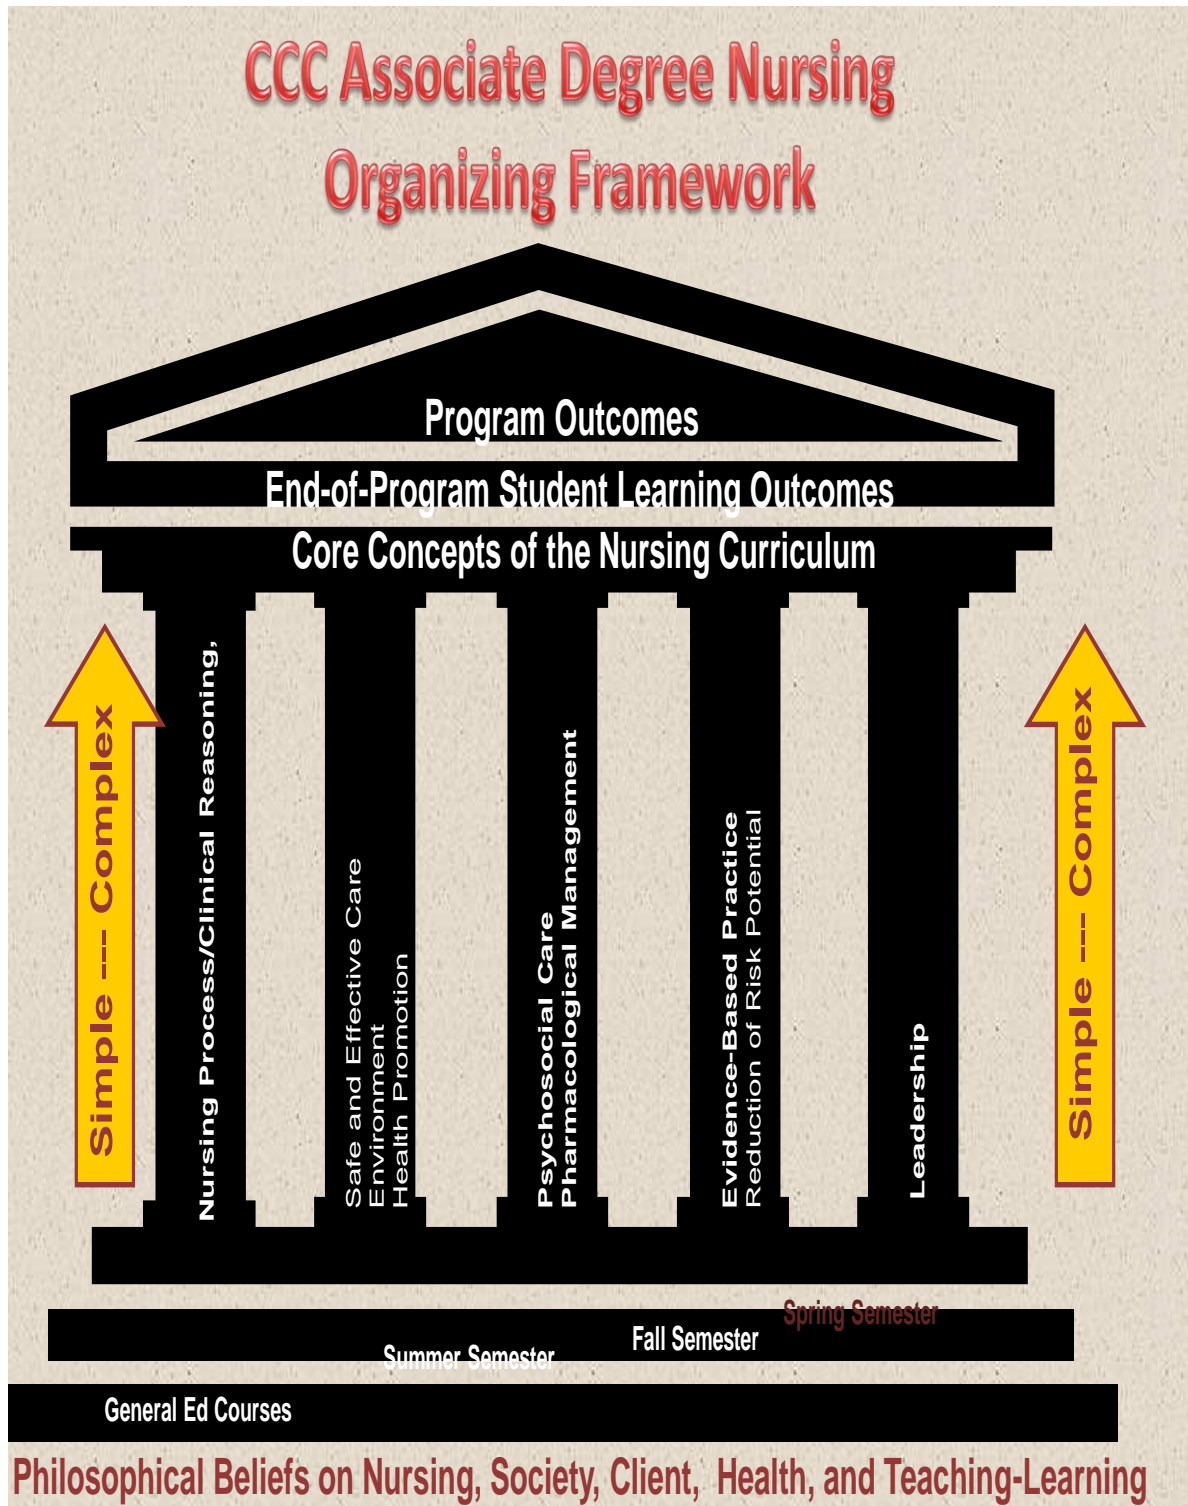 CCC Associate Degree Nursing
Organizing Framework
Program Outcomes
End-of-Program Student Learning Outcomes
Core Concepts of the Nursing Curriculum
Simple --- Complex
Nursing Process/Clinical Reasoning,
Safe and Effective Care
Environment
Health Promotion
Psychosocial Care
Pharmacological Management
Evidence-Based Practice
Reduction of Risk Potential
Leadership
Simple --- Complex
Spring Semester
Fall Semester
Summer Semester
General Ed Courses
Philosophical Beliefs on Nursing, Society, Client,  Health, and Teaching-Learning